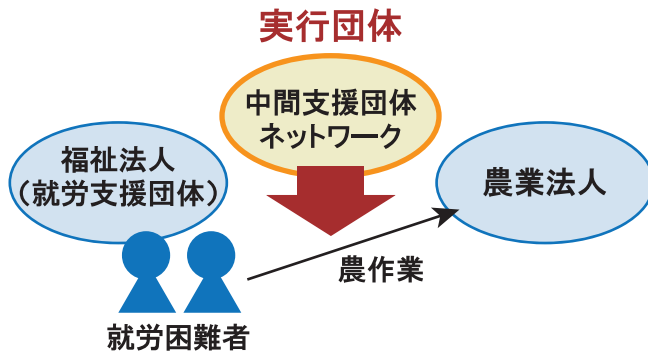 実行団体
中間支援団体
ネットワーク
福祉法人
（就労支援団体）
農業法人
農作業
就労困難者